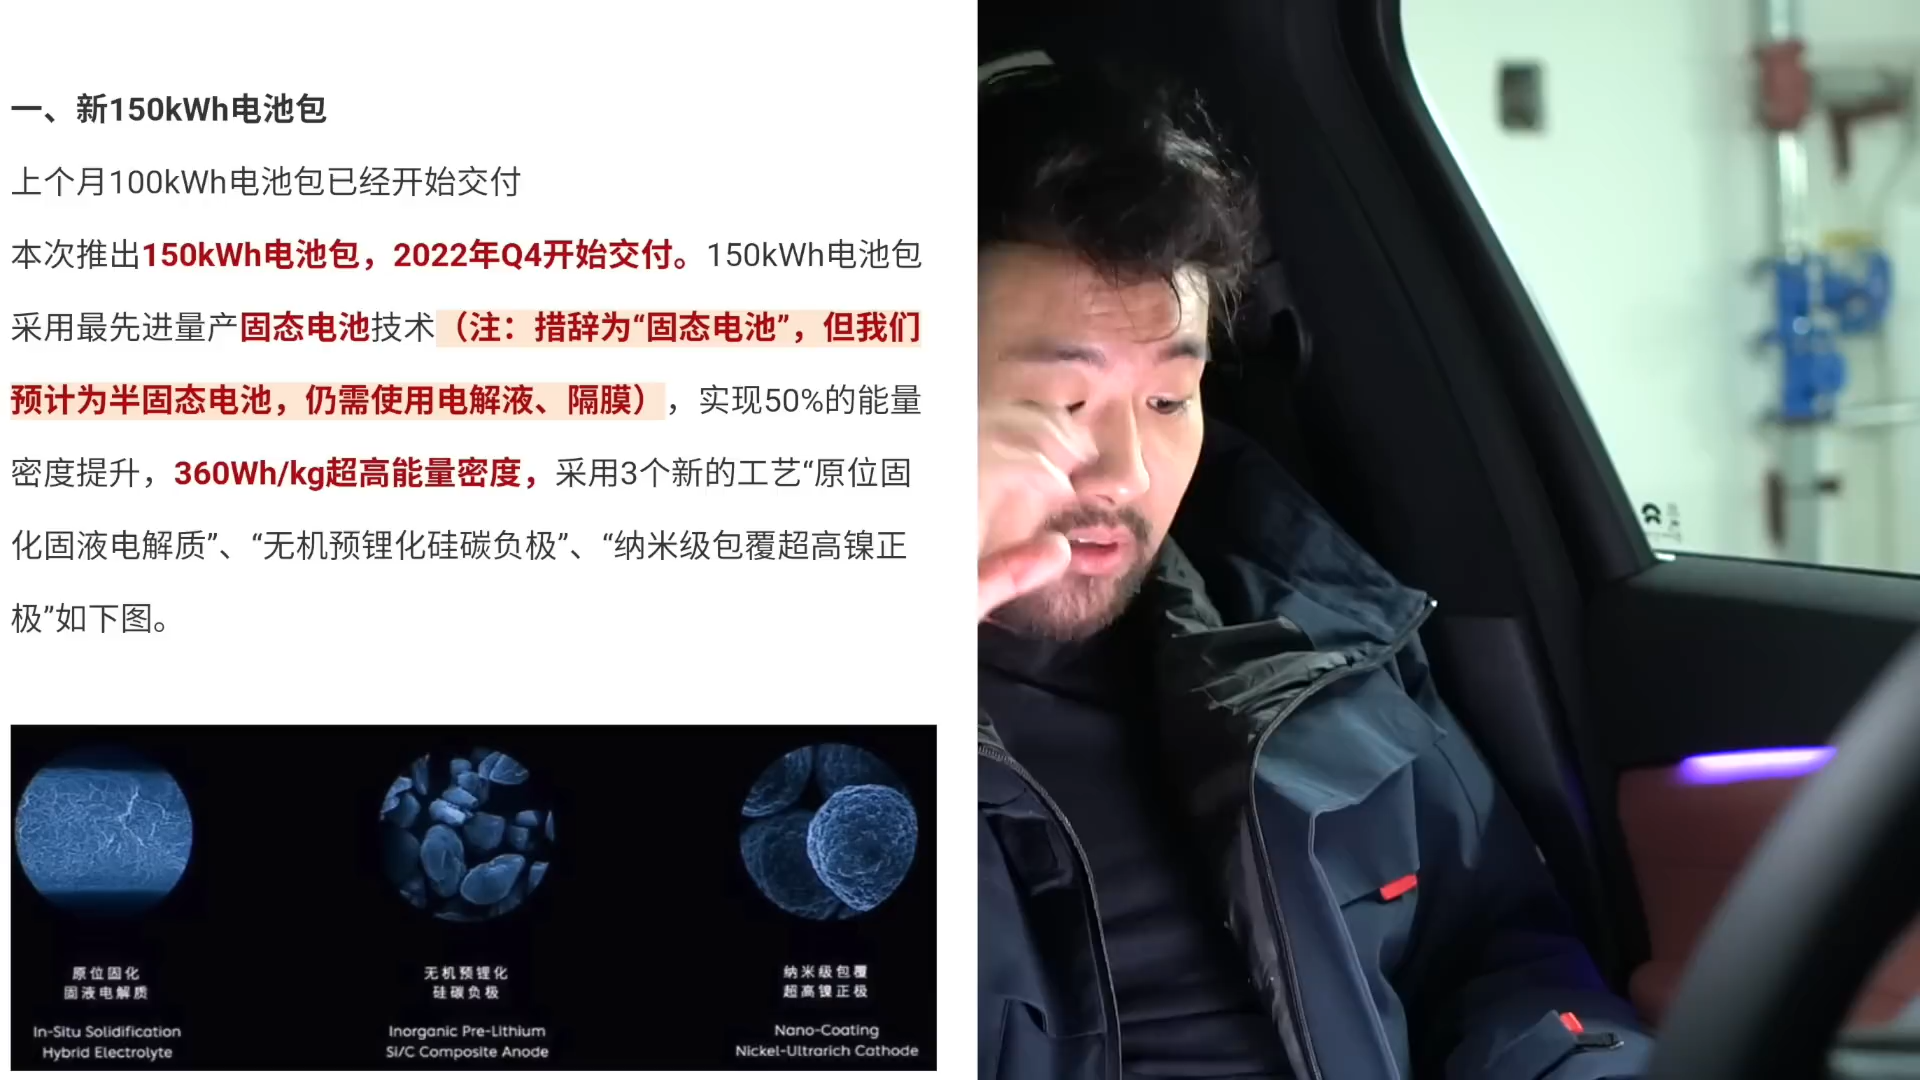 一、新150kWh电池包
上个月100kWh电池包已经开始交付
本次推出150kWh电池包，2022年Q4开始交付。150kWh电池包
采用最先进量产固态电池技术（注：措辞为“固态电池”，但我们
预计为半固态电池，仍需使用电解液、隔膜），实现50%的能量
密度提升，360Wh/kg超高能量密度，采用3个新的工艺“原位固
化固液电解质”、“无机预锂化硅碳负极”、“纳米级包覆超高镍正
极”如下图。
原位固化
固液电解质
In-Situ Solidification
Hybrid Electrolyte
无机预锂化
硅碳负极
Inorganic Pre-Lithium
Si/C Composite Anode
纳米级包覆
超高镍正极
Nano-Coating
Nickel-Ultrarich Cathode